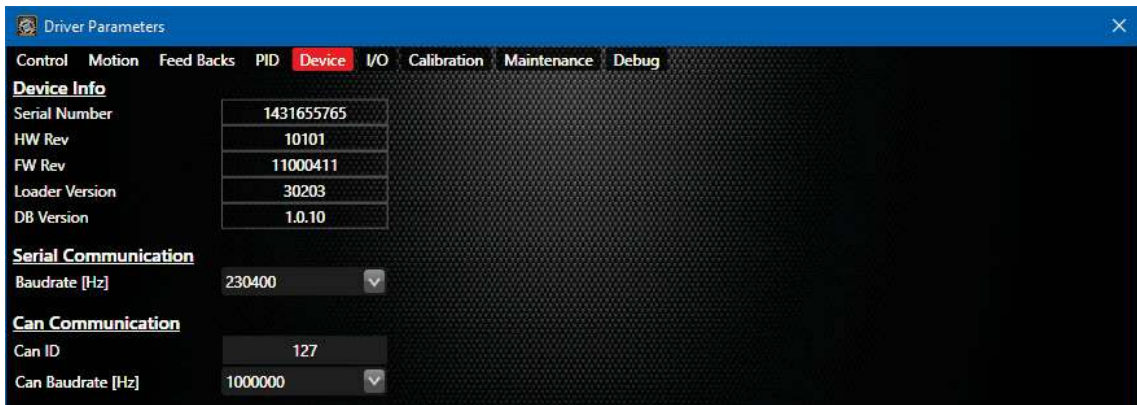 Driver Parameters
Control Motion Feed Backs PID Device I/O Calibration Maintenance Debug
Device Info
Serial Number 1431655765
HW Rev 10101
FW Rev 11000411
Loader Version 30203
DB Version 1.0.10
Serial Communication
Baudrate [Hz] 230400
Can Communication
Can ID 127
Can Baudrate [Hz] 1000000